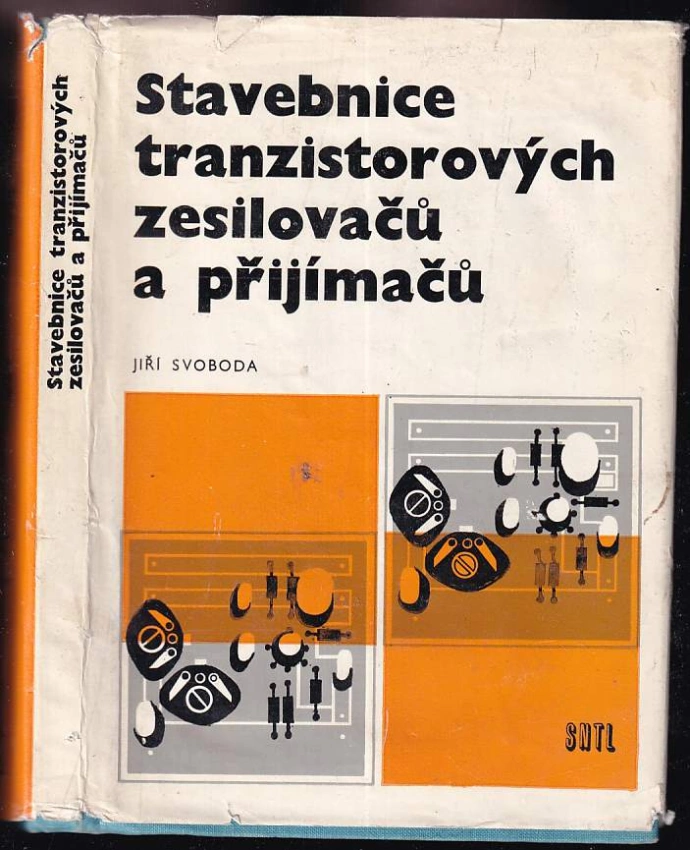 Stavebnice tranzistorových
zesilovačů a přijímačů
Stavebnice
tranzistorových
zesilovačů
a přijímačů
JIŘÍ SVOBODA
SNTL